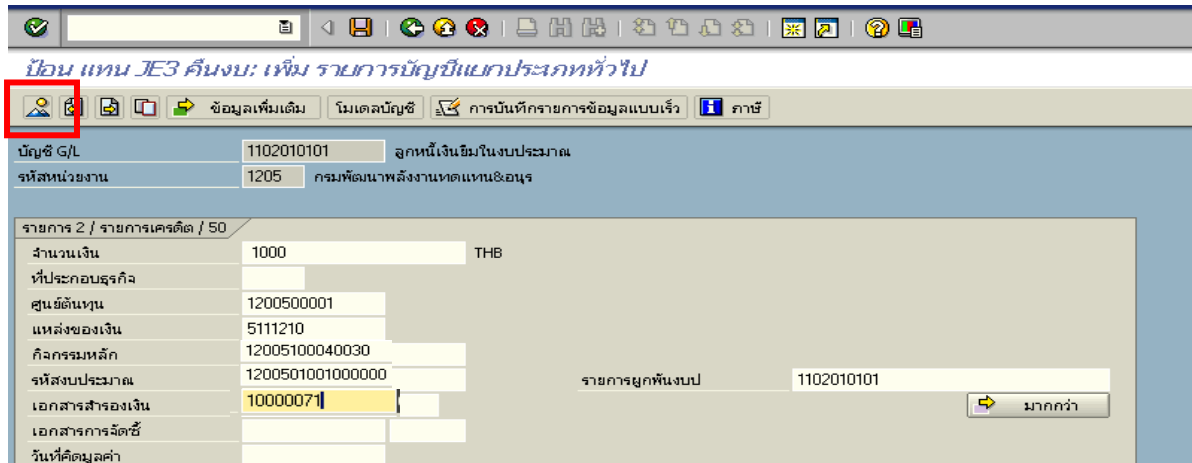 ป้อน แทน JE3 คืนงบ: เพิ่ม รายการบัญชีแยกประเภททั่วไป
ข้อมูลเพิ่มเติม โมเดลบัญชี การบันทึกรายการข้อมูลแบบเร็ว ภาษี
บัญชี G/L 1102010101 ลูกหนี้เงินยืมในงบประมาณ
รหัสหน่วยงาน 1205 กรมพัฒนาพลังงานทดแทน&อนุร
รายการ 2 / รายการเครดิต / 50
จำนวนเงิน 1000 THB
ที่ประกอบธุรกิจ
ศูนย์ต้นทุน 1200500001
แหล่งของเงิน 5111210
กิจกรรมหลัก 12005100040030
รหัสงบประมาณ 1200501001000000 รายการผูกพันงบป 1102010101
เอกสารสำรองเงิน 10000071 มากกว่า
เอกสารการจัดซื้
วันที่คิดมูลค่า